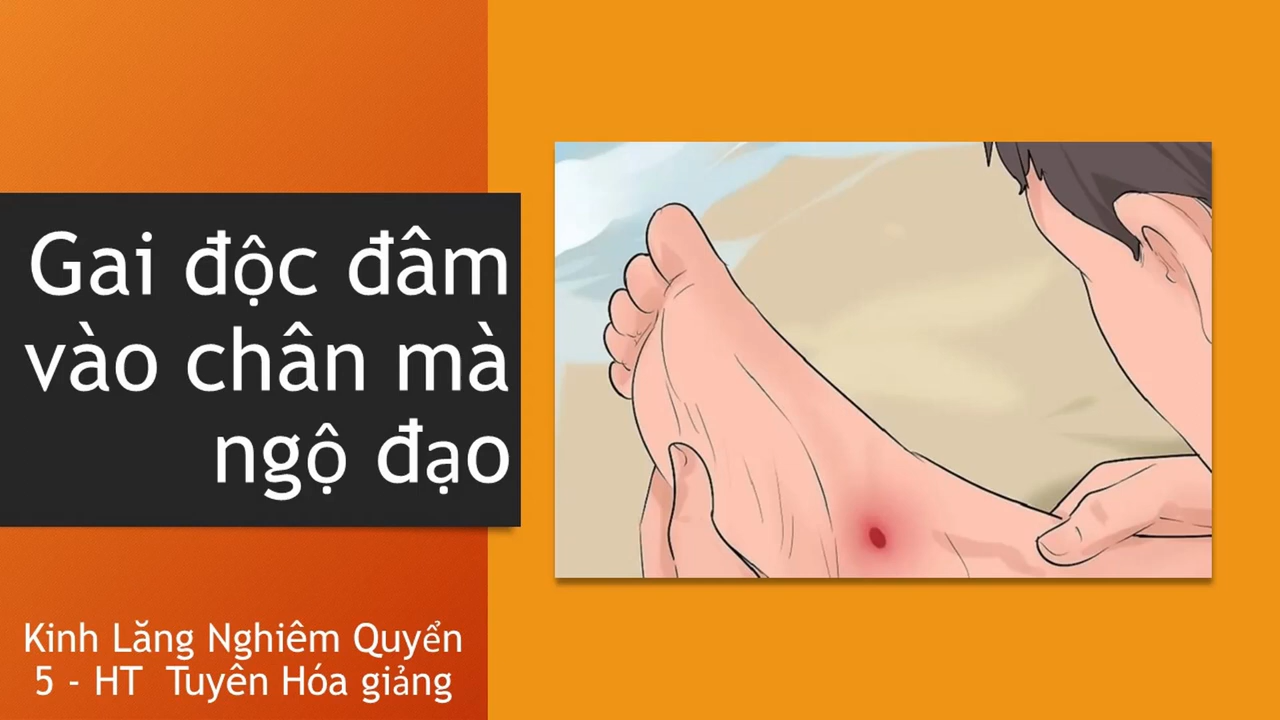 Gai độc đâm
vào chân mà
ngộ đạo
Kinh Lăng Nghiêm Quyển
5 - HT Tuyên Hóa giảng